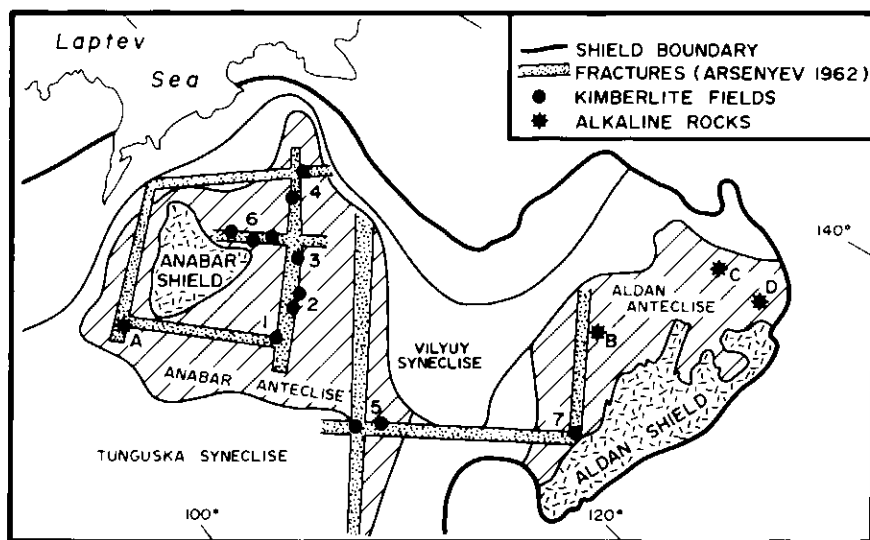 Laptev
Sea
SHIELD BOUNDARY
FRACTURES (ARSENYEV 1962)
KIMBERLITE FIELDS
ALKALINE ROCKS
4
6
140°
ANABAR-
SHIELD
3
C
ALDAN
ANTECLISE
D
2
1
A
B
VILYUY
SYNECLISE
ANABAR ANTECLISE
5
7
TUNGUSKA SYNECLISE
ALDAN SHIELD
100°
120°